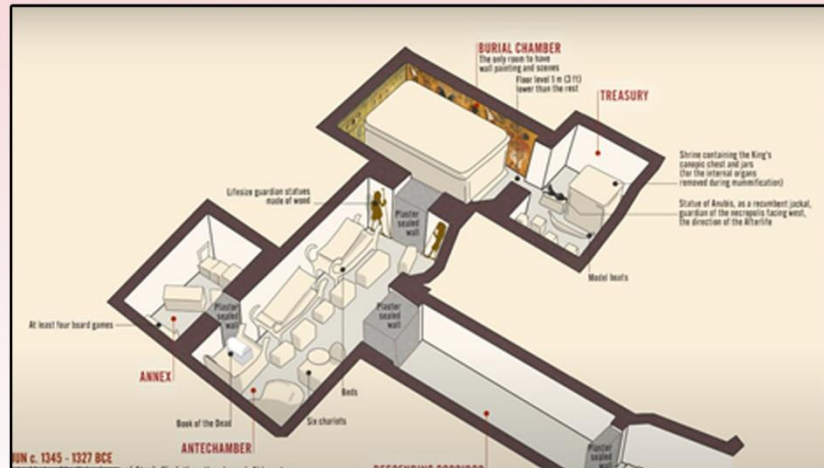 BURIAL CHAMBER
The only room to have
wall painting and scenes
Floor level 1 m (3 ft)
lower than the rest
TREASURY
Shrine containing the King's
canopic chest and jars
(for the internal organs
removed during mummification)
Statue of Anubis, as a recumbent jackal,
guardian of the necropolis facing west,
the direction of the Afterlife
Model boats
Lifesize guardian statues
made of wood
Plaster
sealed
wall
Plaster
sealed
wall
Plaster
sealed
wall
At least four board games
ANNEX
Book of the Dead
ANTECHAMBER
Six chariots
Beds
Plaster
sealed
UN c. 1345 - 1327 BCE
DESCENDING CORRIDOR